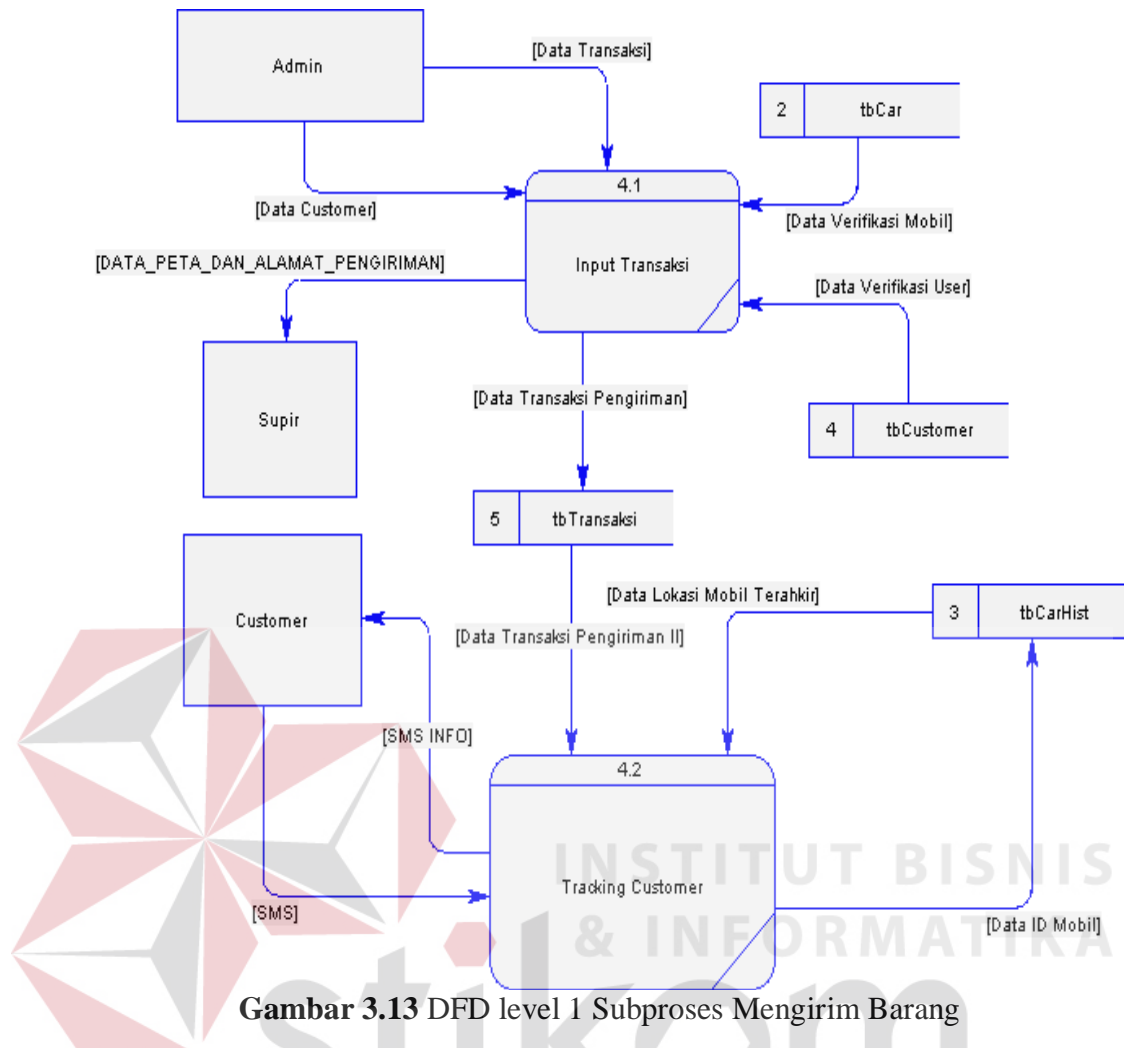 [Data Transaksi]
Admin
2 tbCar
4.1
[Data Customer]
[Data Verifikasi Mobil]
[DATA_PETA_DAN_ALAMAT_PENGIRIMAN]
Input Transaksi
[Data Verifikasi User]
[Data Transaksi Pengiriman]
Supir
4 tbCustomer
5 tbTransaksi
[Data Lokasi Mobil Terahkir]
3 tbCarHist
Customer
[Data Transaksi Pengiriman II]
[SMS INFO]
4.2
INSTITUT BISNIS
Tracking Customer
[SMS]
[Data ID Mobil]
& INFORMATIKA
stikom
Gambar 3.13 DFD level 1 Subproses Mengirim Barang